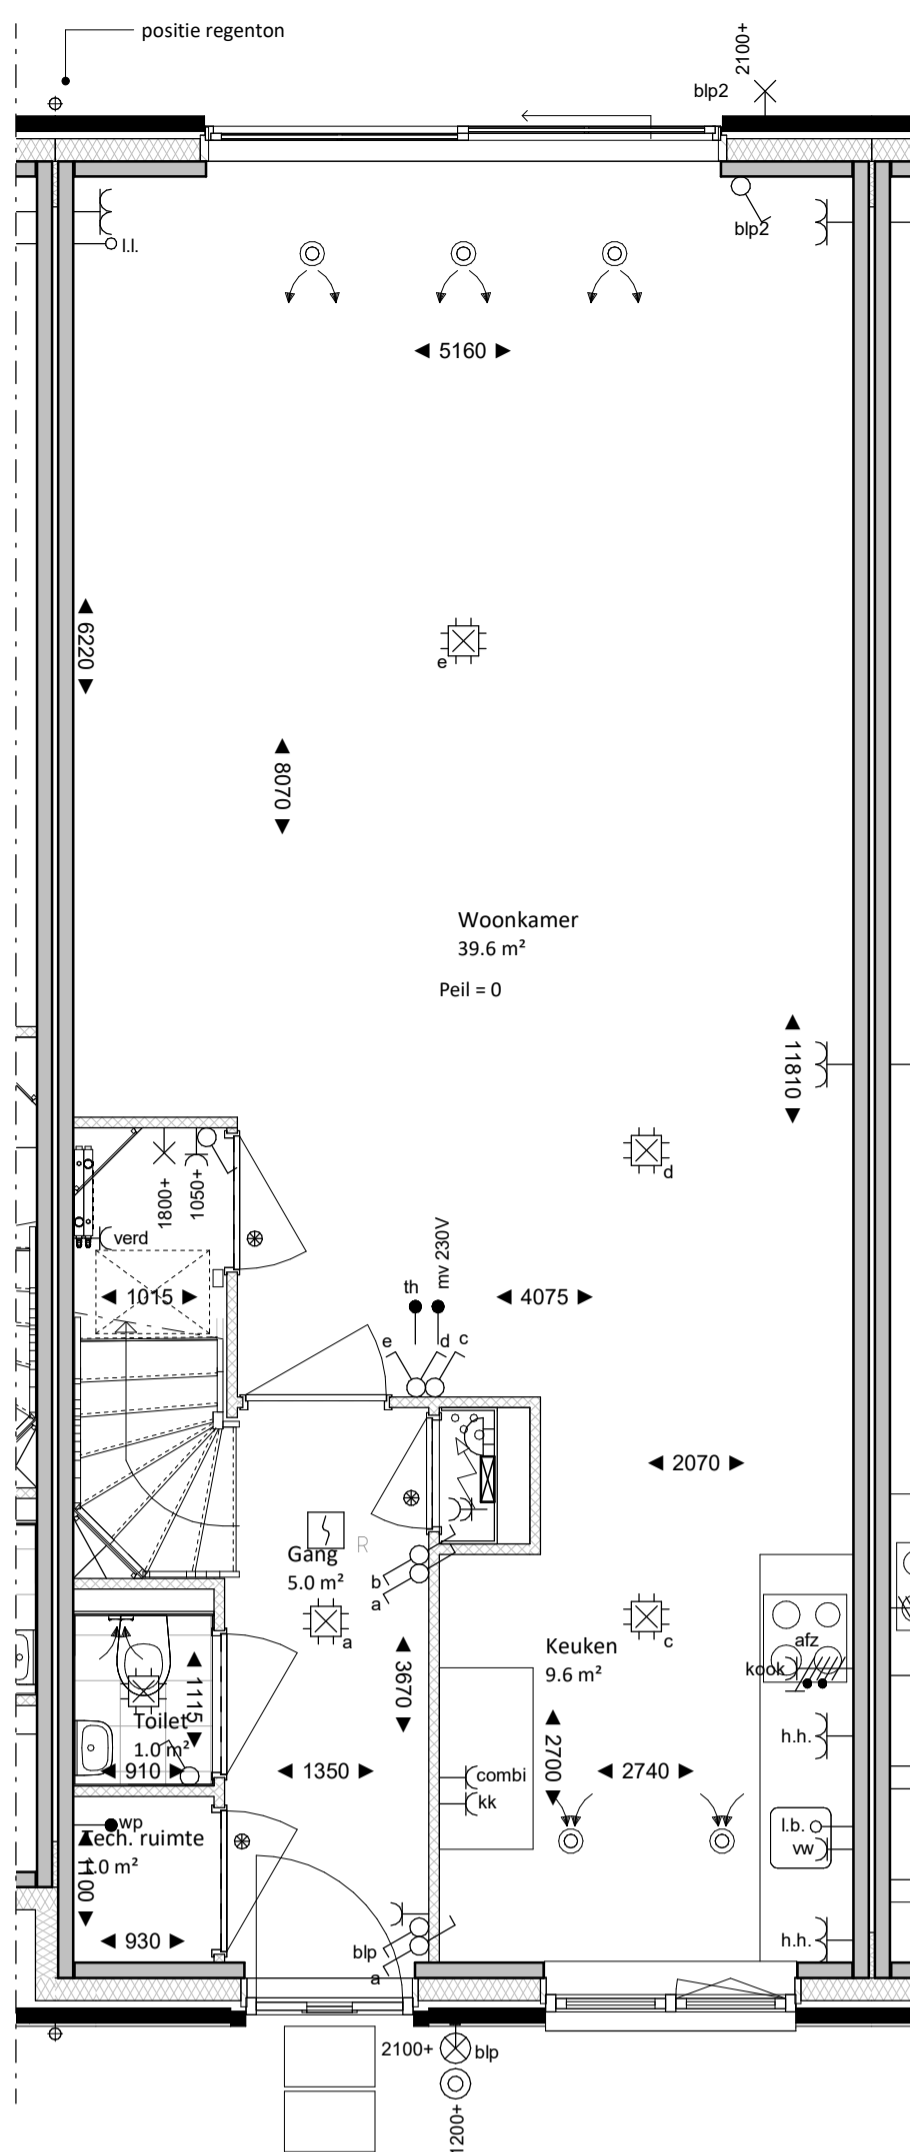 positie regenton
2100+
blp2
blp2
l.l.
5160
6220
e
8070
Woonkamer
39.6 m²
Peil = 0
11810
d
1800+
1050+
verd
1015
th
mv 230V
4075
e
d
c
2070
R
Gang
5.0 m²
b
a
a
c
Keuken
9.6 m²
afz
kook
3670
1115
Toilet
1.0 m²
910
1350
2700
2740
h.h.
combi
kk
wp
Tech. ruimte
1.0 m²
1100
l.b.
vw
930
blp
a
h.h.
2100+
blp
1200+